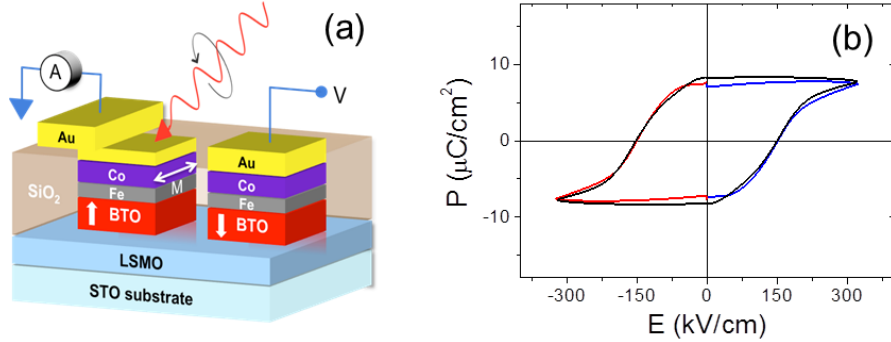 (a)
A
V
Au
Au
Co
M
Co
Fe
Fe
SiO₂
BTO
BTO
LSMO
STO substrate
(b)
P (μC/cm²)
10
0
-10
-300 -150 0 150 300
E (kV/cm)